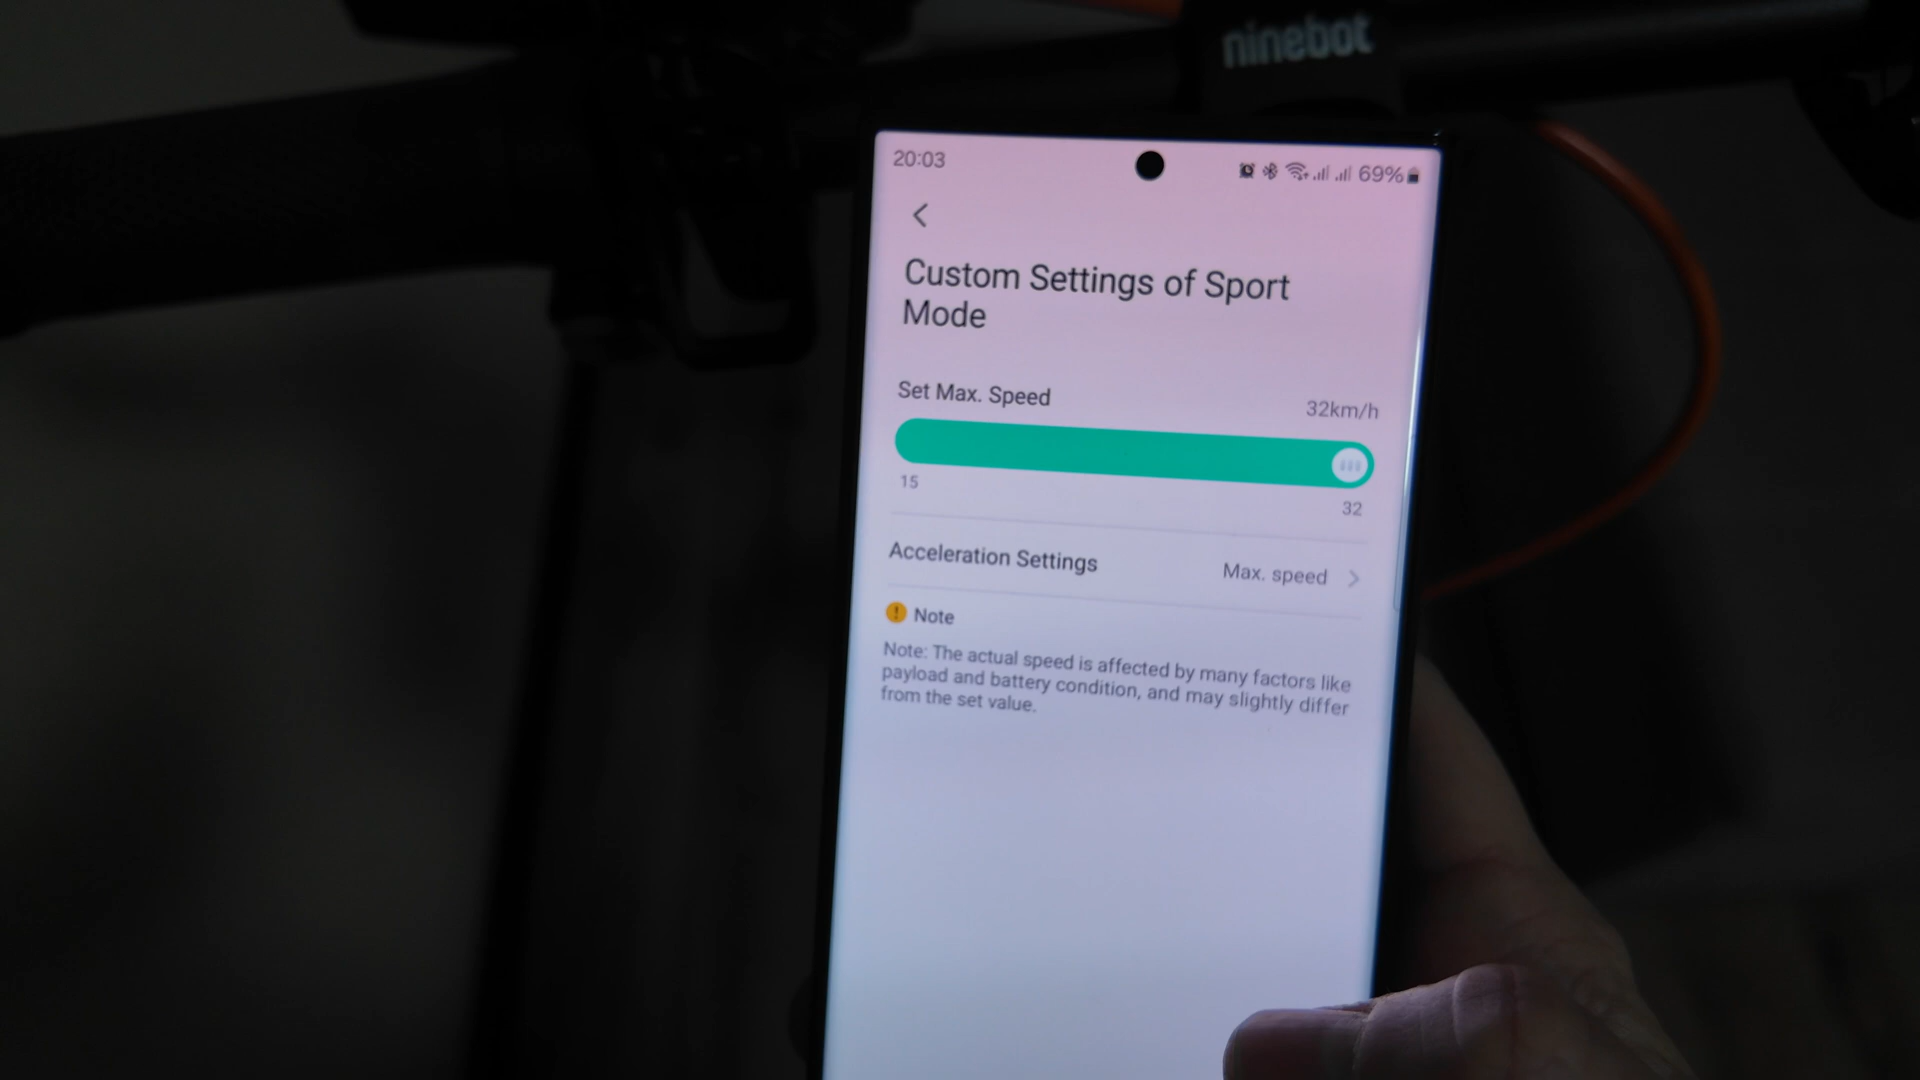 ninebot
20:03
69%
Custom Settings of Sport
Mode
Set Max. Speed
32km/h
15
32
Acceleration Settings
Max. speed
Note
Note: The actual speed is affected by many factors like
payload and battery condition, and may slightly differ
from the set value.